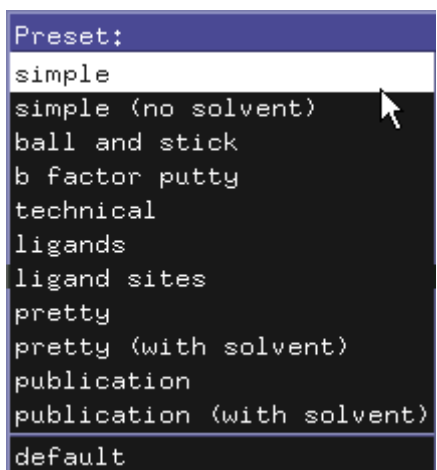 Preset:
simple
simple (no solvent)
ball and stick
b factor putty
technical
ligands
ligand sites
pretty
pretty (with solvent)
publication
publication (with solvent)
default